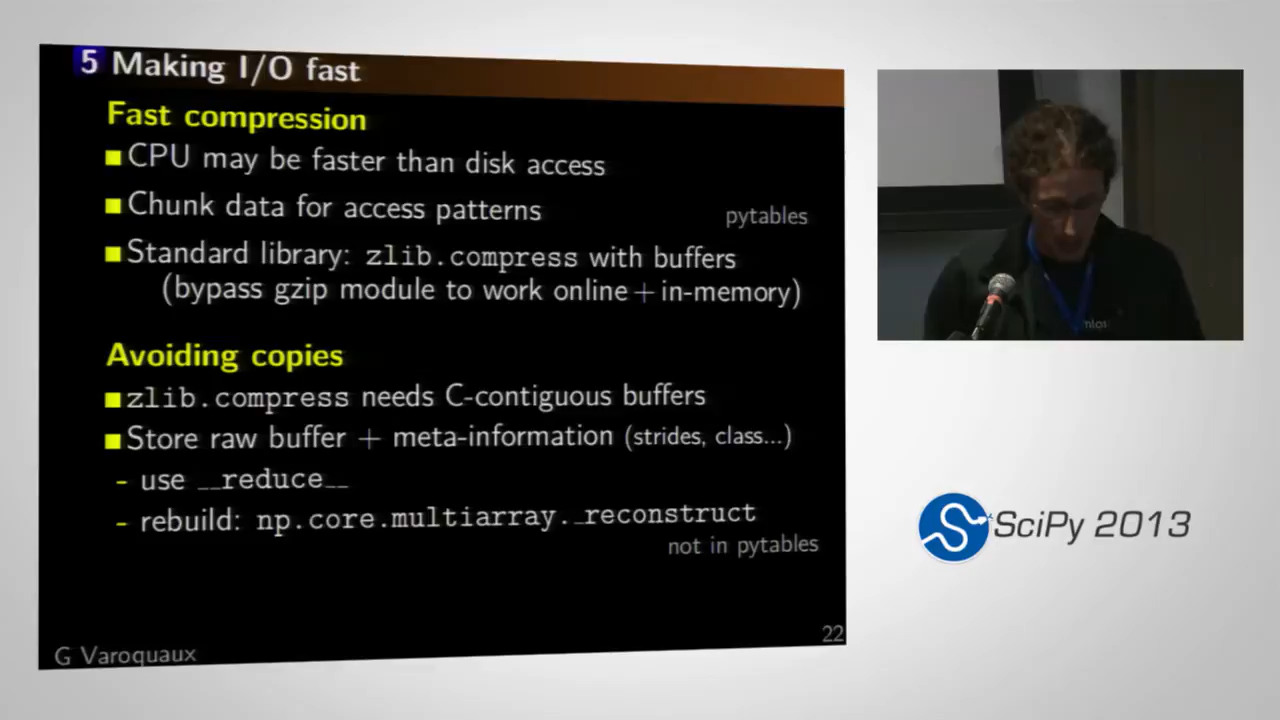 5 Making I/O fast
Fast compression
CPU may be faster than disk access
Chunk data for access patterns pytables
Standard library: zlib.compress with buffers
(bypass gzip module to work online + in-memory)
Avoiding copies
zlib.compress needs C-contiguous buffers
Store raw buffer + meta-information (strides, class...)
- use __reduce__
- rebuild: np.core.multiarray._reconstruct
not in pytables
G Varoquaux
22
SciPy 2013